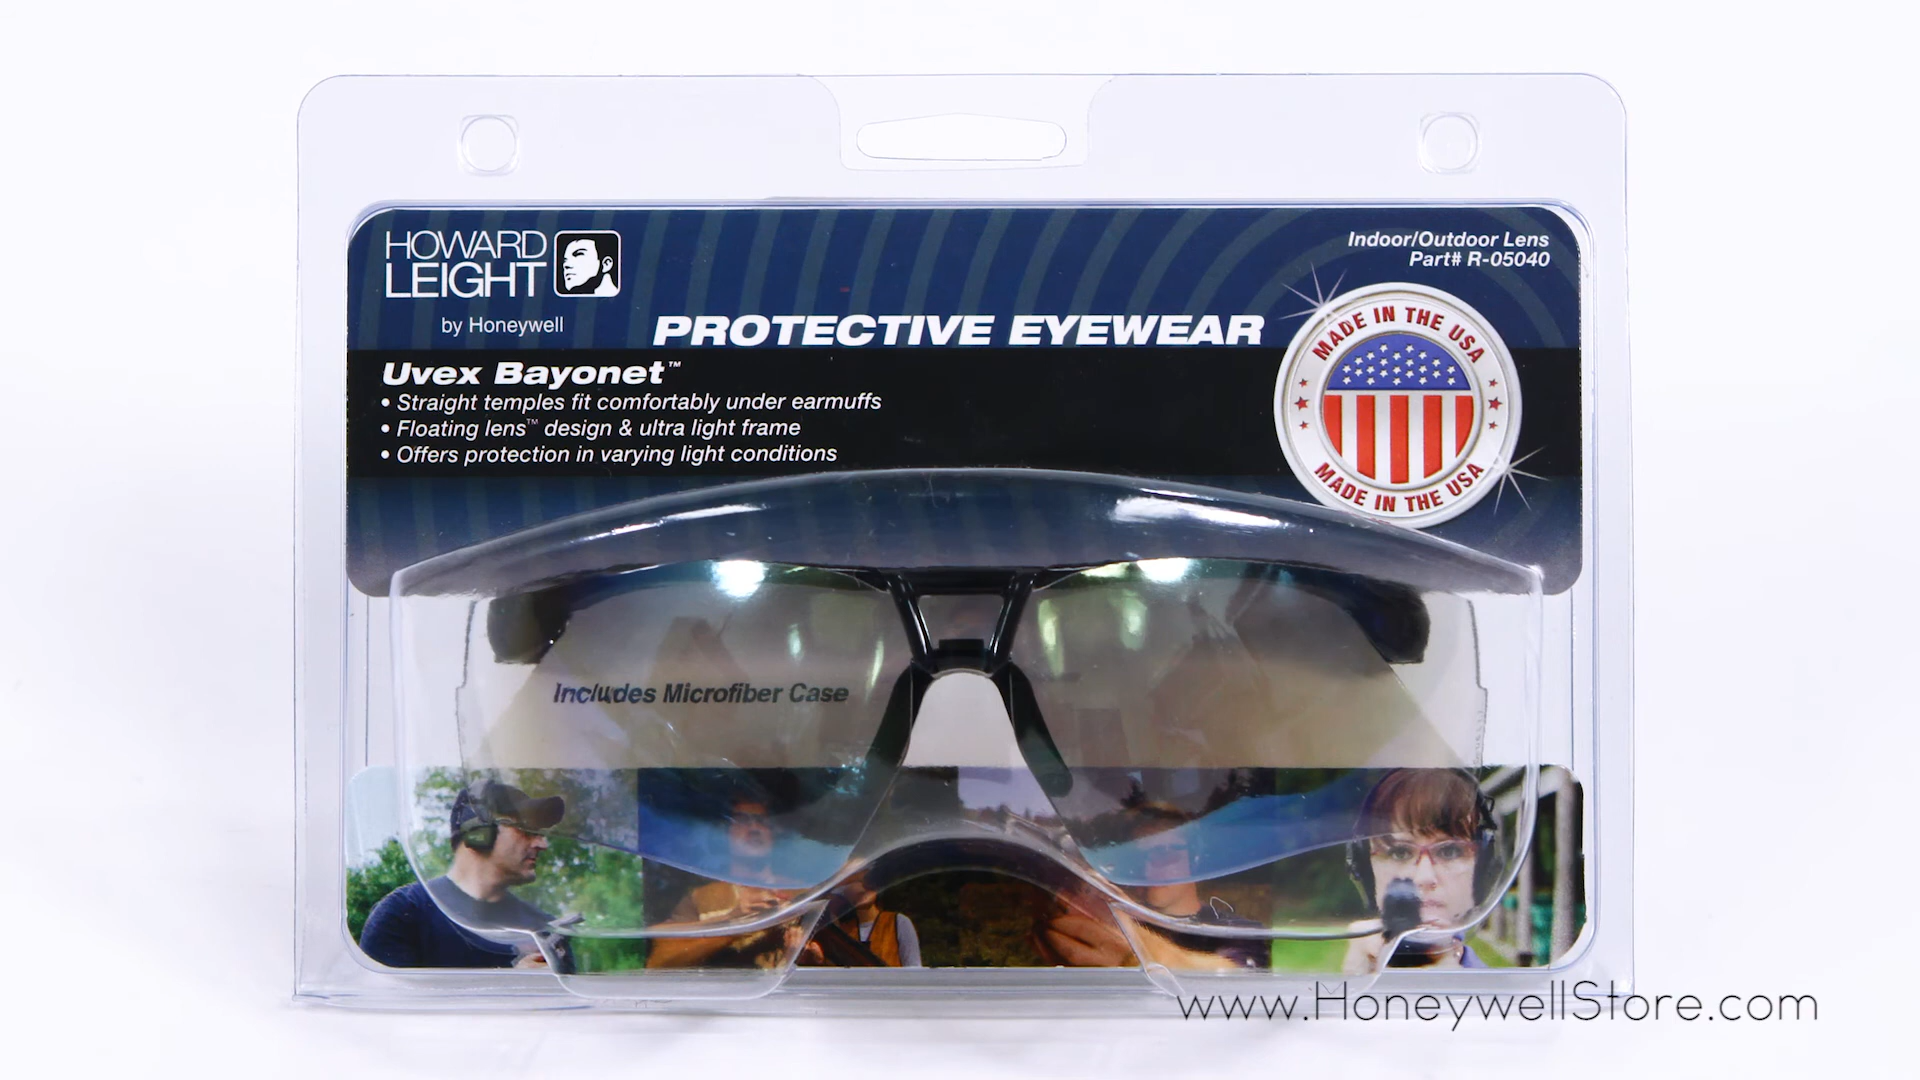 HOWARD
LEIGHT
by Honeywell
Indoor/Outdoor Lens
Part# R-05040
PROTECTIVE EYEWEAR
MADE IN THE USA
MADE IN THE USA
Uvex Bayonet™
• Straight temples fit comfortably under earmuffs
• Floating lens™ design & ultra light frame
• Offers protection in varying light conditions
Includes Microfiber Case
www.HoneywellStore.com